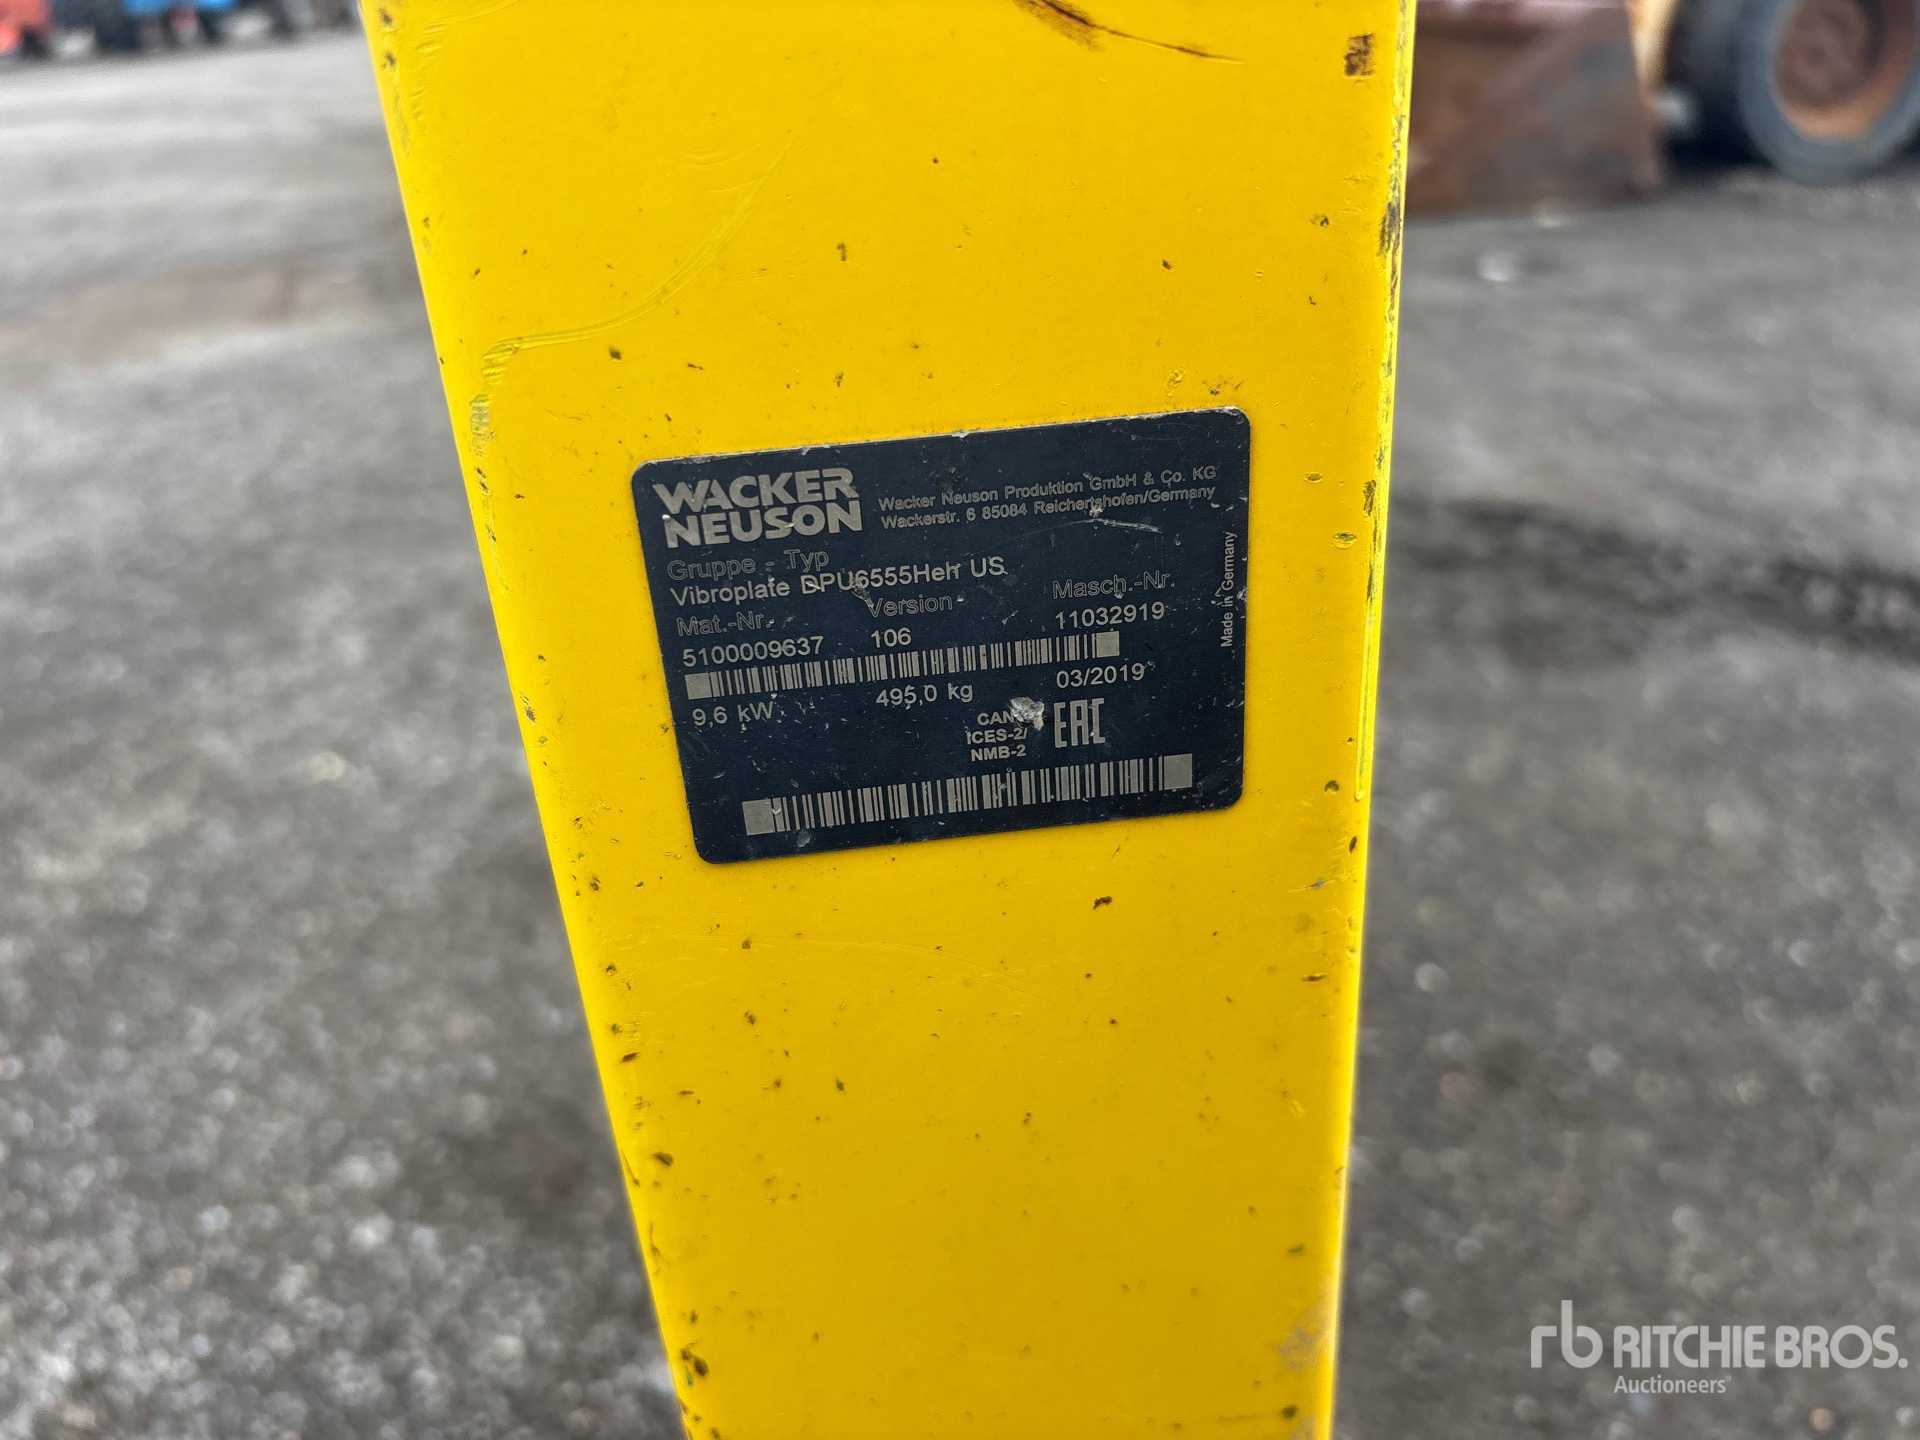 WACKER
NEUSON
Wacker Neuson Produktion GmbH & Co. KG
Wackerstr. 6 85084 Reichertshofen/Germany
Gruppe - Typ
Vibroplate DPU6555Heh US
Mat.-Nr. Version Masch.-Nr.
5100009637 106 11032919
9,6 kW 495,0 kg 03/2019
CAN
ICES-2/
NMB-2
EAC
Made in Germany
rb RITCHIE BROS.
Auctioneers